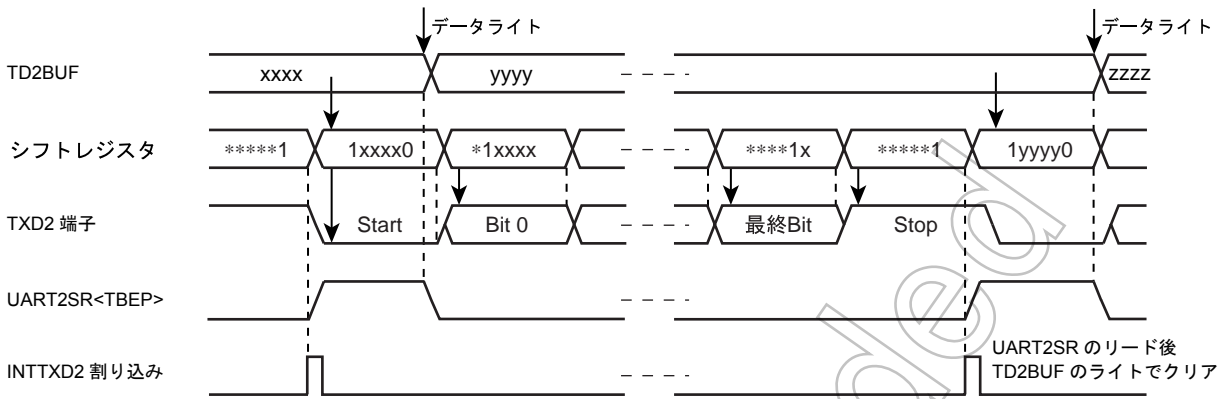 データライト データライト
TD2BUF xxxx yyyy zzzz
シフトレジスタ *****1 1xxxx0 *1xxxx ****1x *****1 1yyyy0
TXD2 端子 Start Bit 0 最終Bit Stop
UART2SR<TBEP>
INTTXD2 割り込み
UART2SR のリード後
TD2BUF のライトでクリア
ded